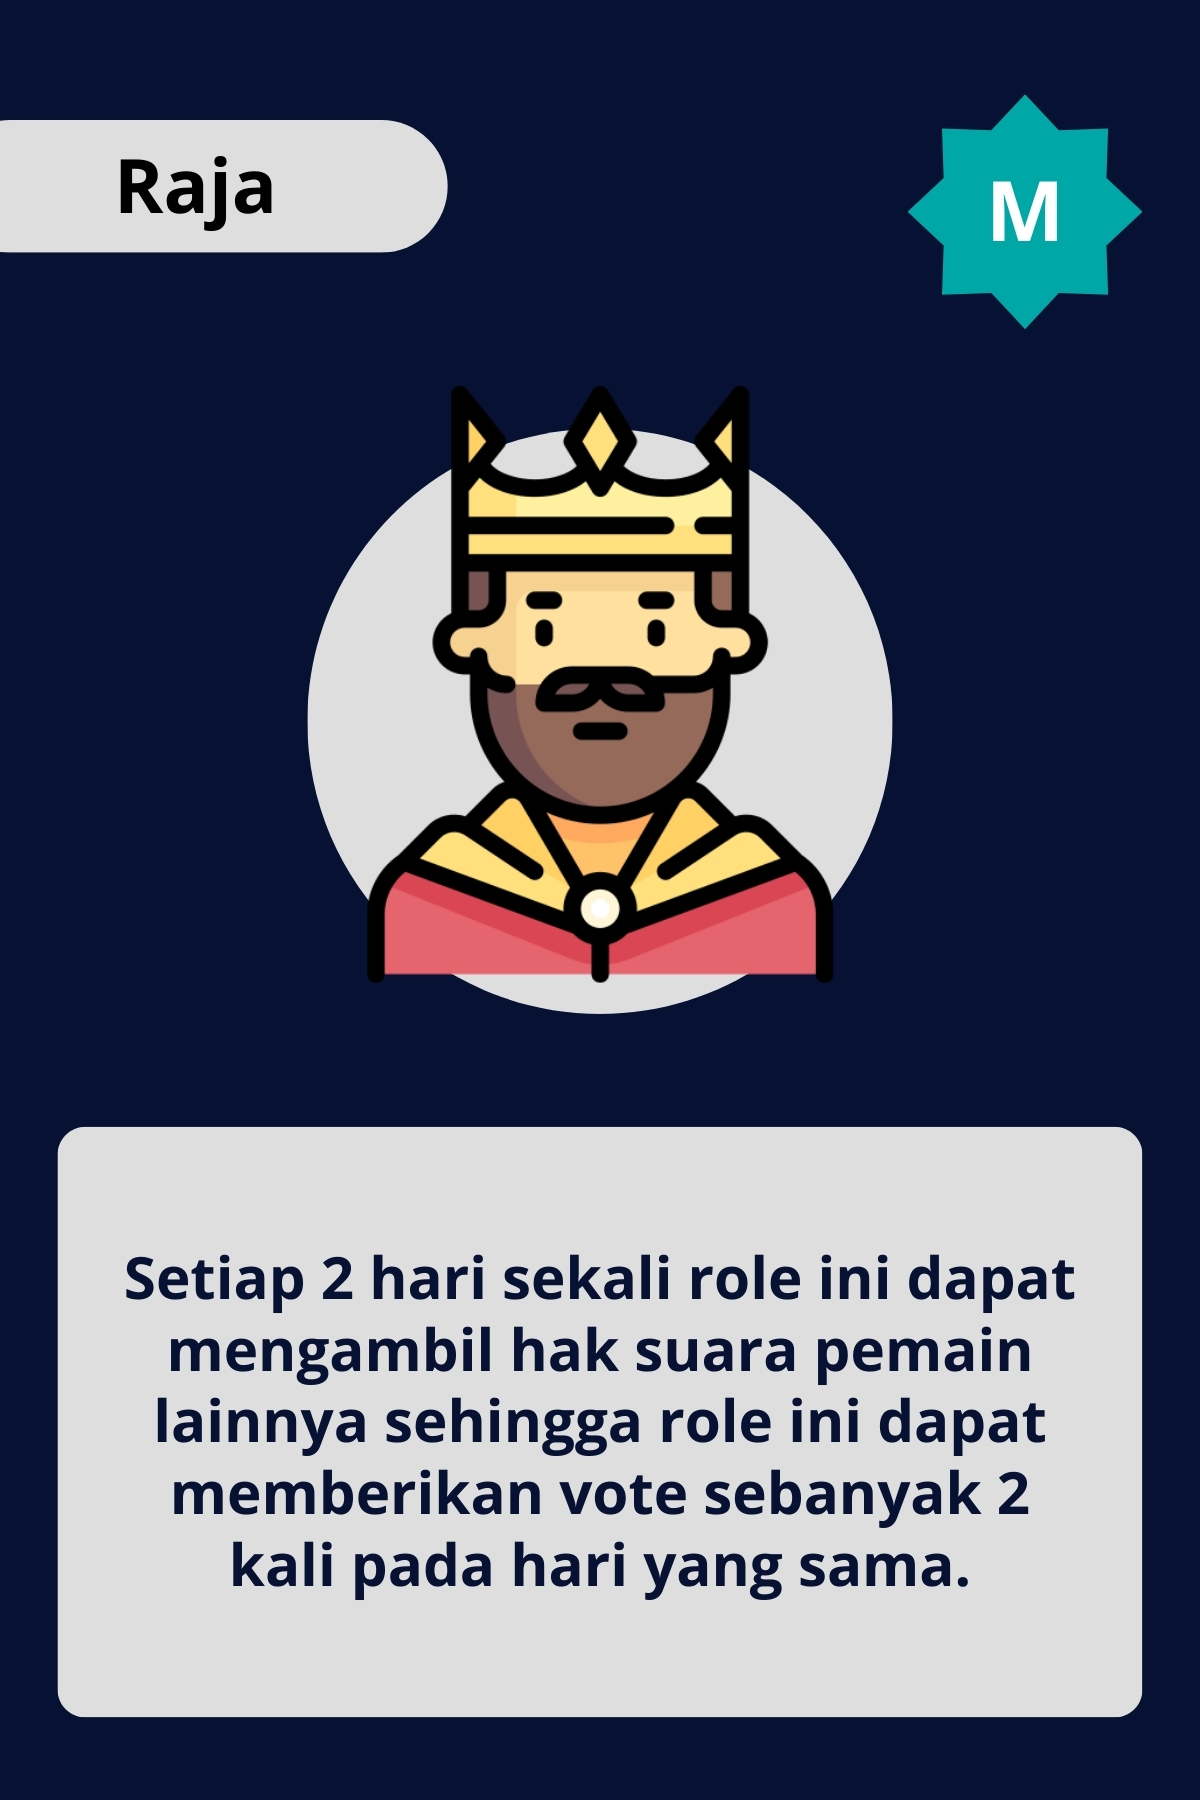 Raja
M
Setiap 2 hari sekali role ini dapat
mengambil hak suara pemain
lainnya sehingga role ini dapat
memberikan vote sebanyak 2
kali pada hari yang sama.